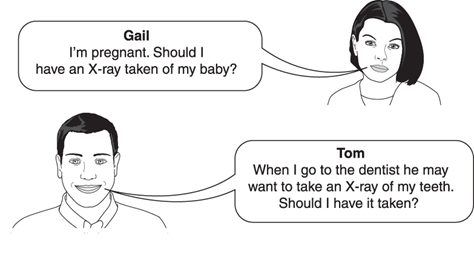 Gail
I'm pregnant. Should I
have an X-ray taken of my baby?
Tom
When I go to the dentist he may
want to take an X-ray of my teeth.
Should I have it taken?